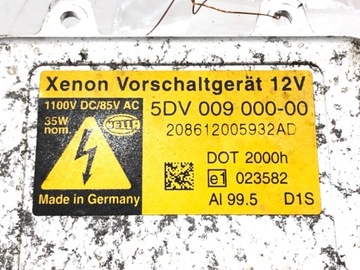 Xenon Vorschaltgerät 12V
1100V DC/85V AC
35W
nom.
HELLA
Made in Germany
5DV 009 000-00
208612005932AD
DOT 2000h
e1 023582
Al 99.5 D1S